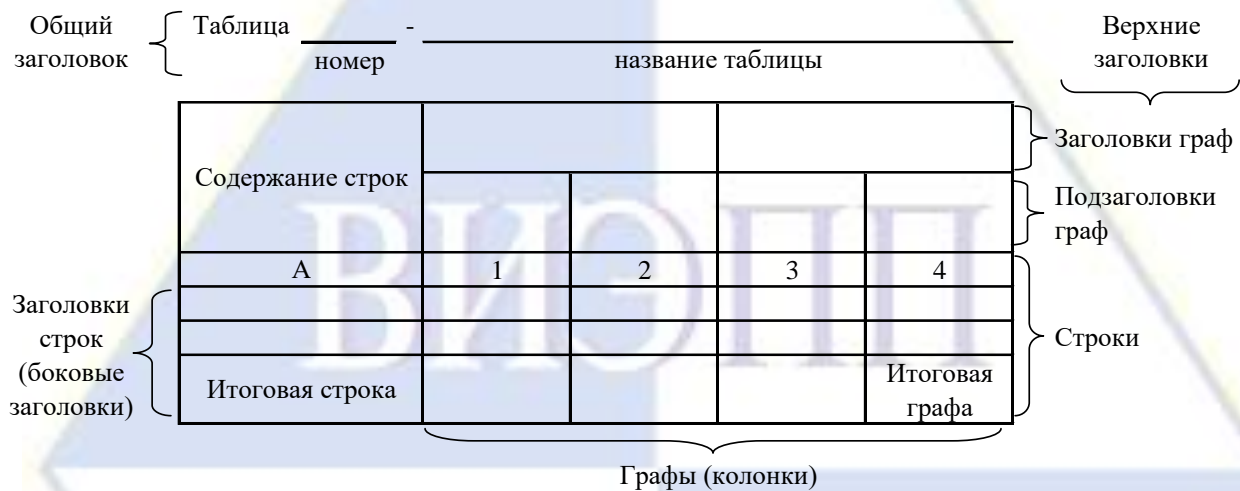 Общий
заголовок
Таблица -
номер
название таблицы
Верхние
заголовки
Заголовки граф
Содержание строк
Подзаголовки
граф
А 1 2 3 4
Заголовки
строк
(боковые
заголовки)
Строки
Итоговая строка
Итоговая
графа
Графы (колонки)
ВИЭПП